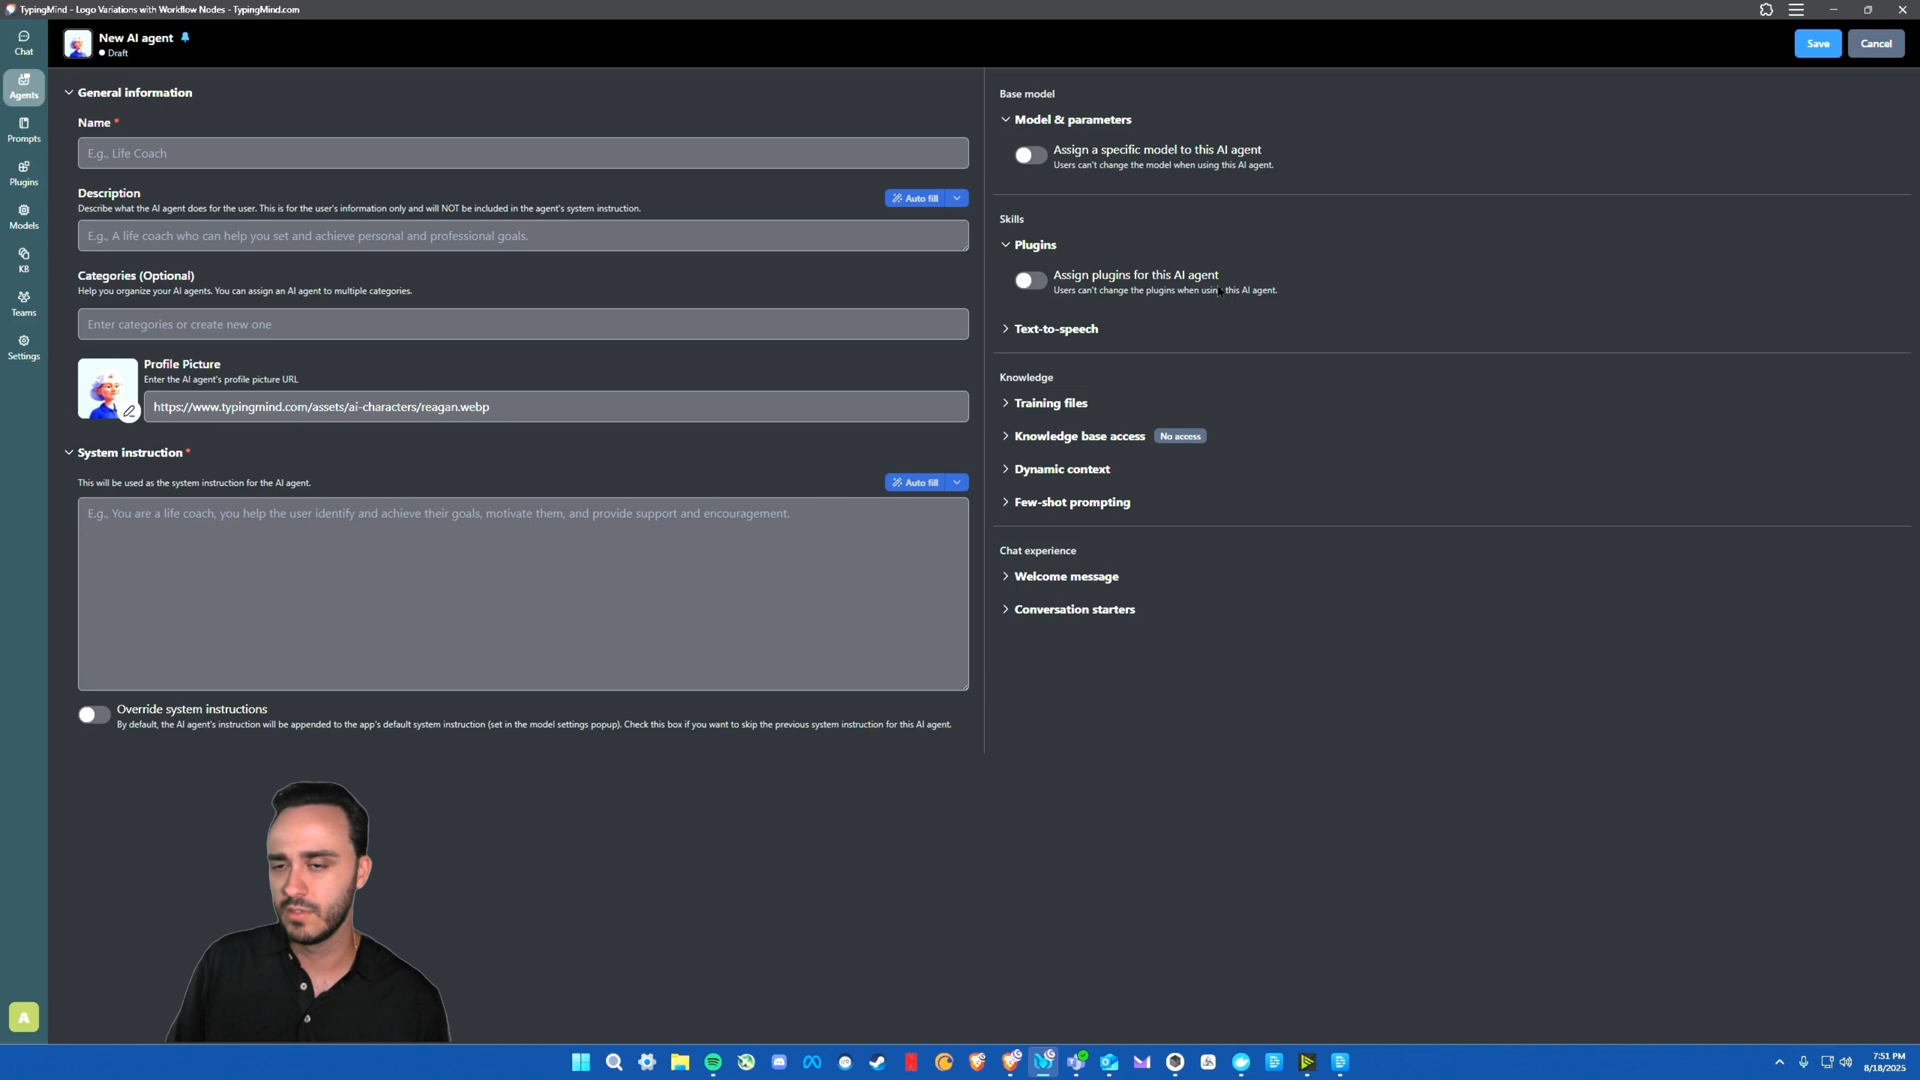 TypingMind - Logo Variations with Workflow Nodes - TypingMind.com
Chat
Agents
Prompts
Plugins
Models
KB
Teams
Settings
A
New AI agent
Draft
Save
Cancel
General information
Name *
E.g., Life Coach
Description
Describe what the AI agent does for the user. This is for the user's information only and will NOT be included in the agent's system instruction.
Auto fill
E.g., A life coach who can help you set and achieve personal and professional goals.
Categories (Optional)
Help you organize your AI agents. You can assign an AI agent to multiple categories.
Enter categories or create new one
Profile Picture
Enter the AI agent's profile picture URL
https://www.typingmind.com/assets/ai-characters/reagan.webp
System instruction *
This will be used as the system instruction for the AI agent.
Auto fill
E.g., You are a life coach, you help the user identify and achieve their goals, motivate them, and provide support and encouragement.
Override system instructions
By default, the AI agent's instruction will be appended to the app's default system instruction (set in the model settings popup). Check this box if you want to skip the previous system instruction for this AI agent.
Base model
Model & parameters
Assign a specific model to this AI agent
Users can't change the model when using this AI agent.
Skills
Plugins
Assign plugins for this AI agent
Users can't change the plugins when using this AI agent.
Text-to-speech
Knowledge
Training files
Knowledge base access No access
Dynamic context
Few-shot prompting
Chat experience
Welcome message
Conversation starters
7:51 PM
8/18/2025